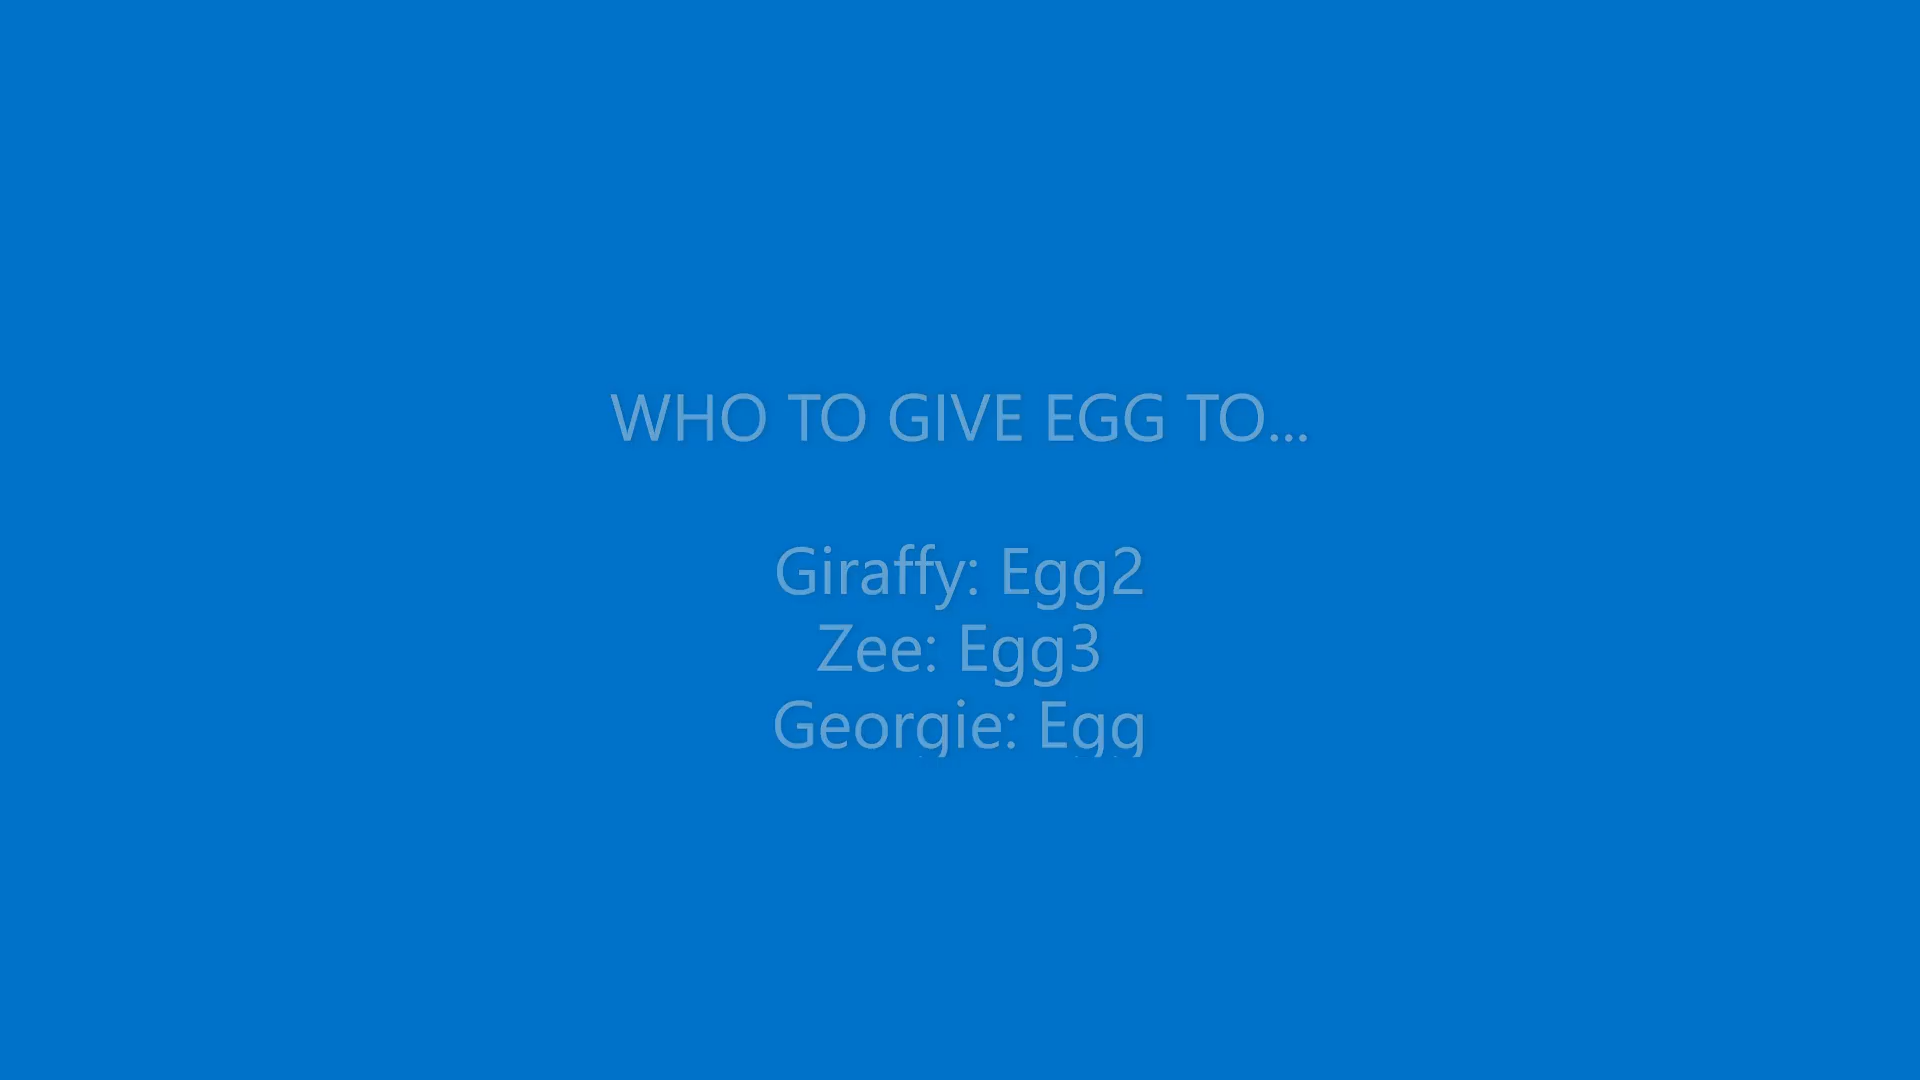 WHO TO GIVE EGG TO...
Giraffy: Egg2
Zee: Egg3
Georgie: Egg